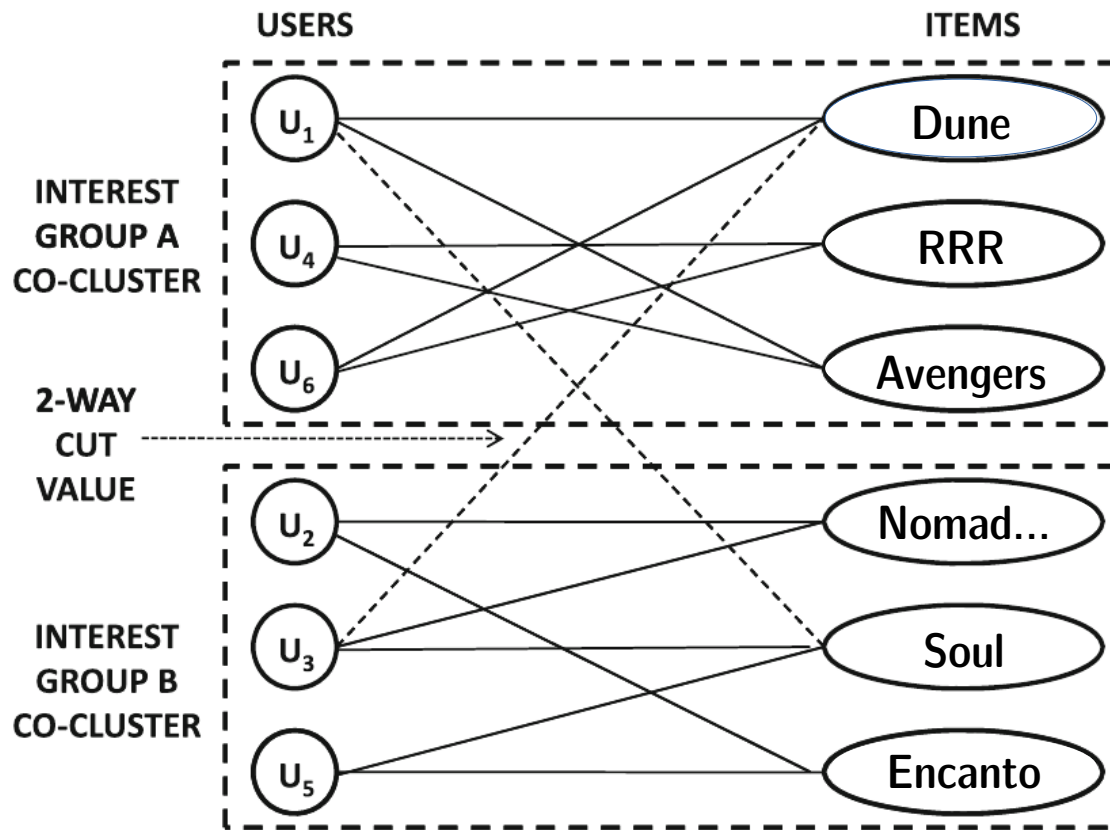 USERS
ITEMS
U1
Dune
INTEREST
GROUP A
CO-CLUSTER
U4
RRR
U6
Avengers
2-WAY
CUT
VALUE
U2
Nomad...
INTEREST
GROUP B
CO-CLUSTER
U3
Soul
U5
Encanto